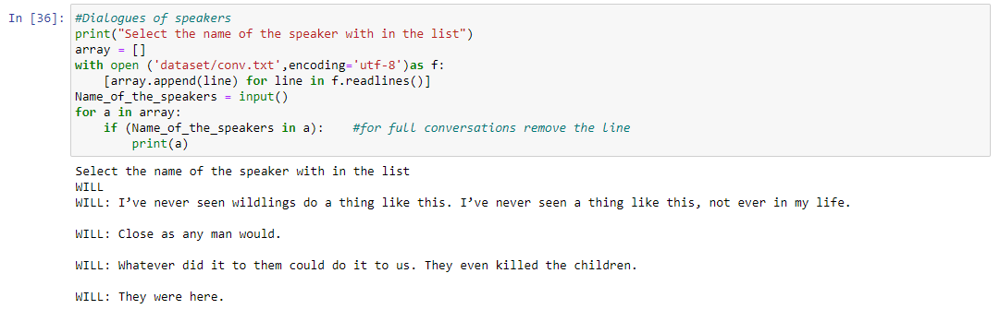 In [36]: #Dialogues of speakers
print("Select the name of the speaker with in the list")
array = []
with open ('dataset/conv.txt',encoding='utf-8')as f:
    [array.append(line) for line in f.readlines()]
Name_of_the_speakers = input()
for a in array:
    if (Name_of_the_speakers in a):    #for full conversations remove the line
        print(a)
Select the name of the speaker with in the list
WILL
WILL: I’ve never seen wildlings do a thing like this. I’ve never seen a thing like this, not ever in my life.
WILL: Close as any man would.
WILL: Whatever did it to them could do it to us. They even killed the children.
WILL: They were here.